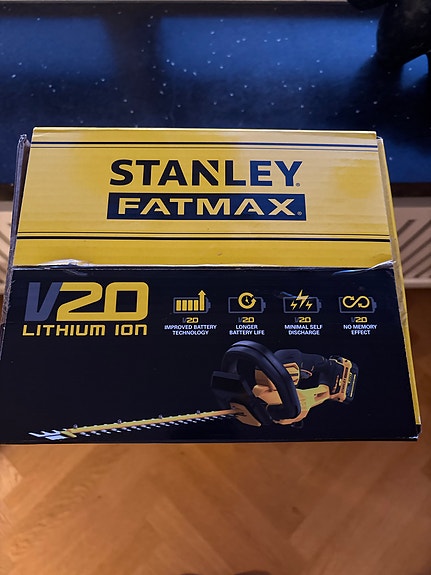 STANLEY®
FATMAX®
V20
LITHIUM ION
V20
IMPROVED BATTERY
TECHNOLOGY
V20
LONGER
BATTERY LIFE
V20
MINIMAL SELF
DISCHARGE
V20
NO MEMORY
EFFECT